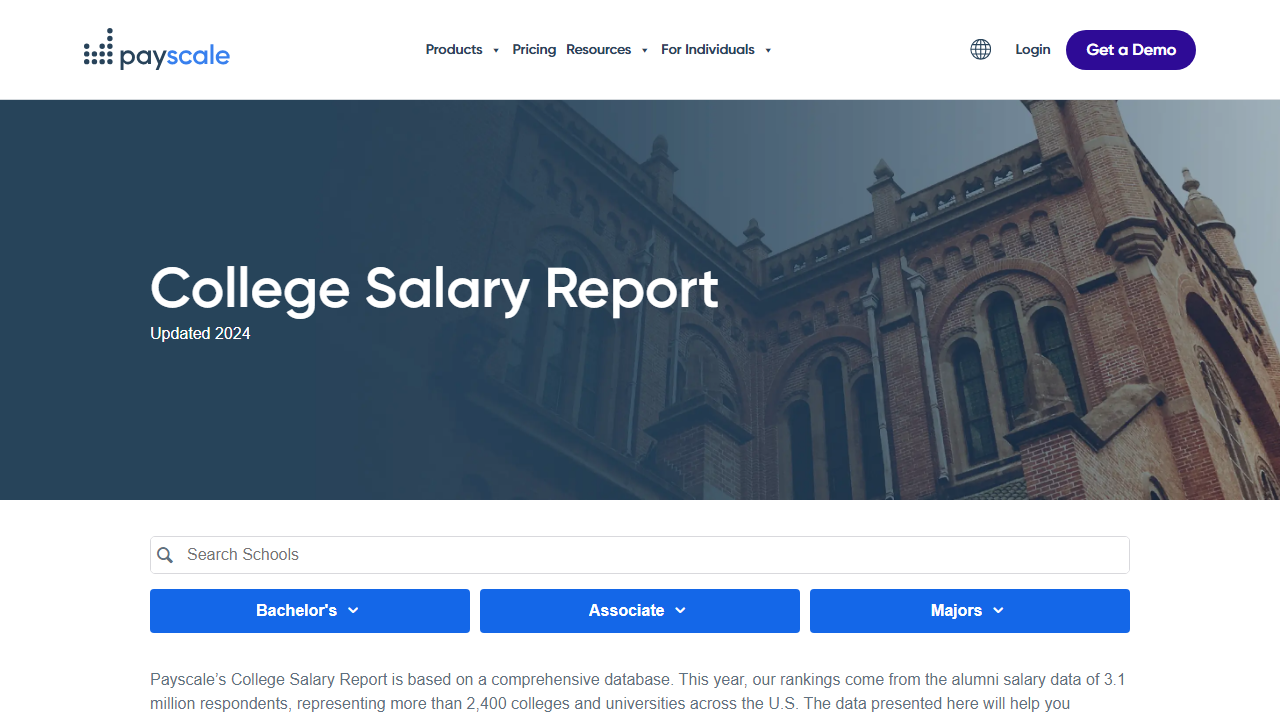 payscale
Products
Pricing
Resources
For Individuals
Login
Get a Demo
College Salary Report
Updated 2024
Search Schools
Bachelor's
Associate
Majors
Payscale’s College Salary Report is based on a comprehensive database. This year, our rankings come from the alumni salary data of 3.1
million respondents, representing more than 2,400 colleges and universities across the U.S. The data presented here will help you